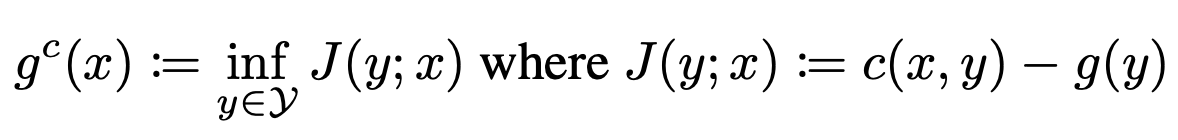 g^c(x) := inf_{y∈𝒴} J(y; x) where J(y; x) := c(x, y) − g(y)